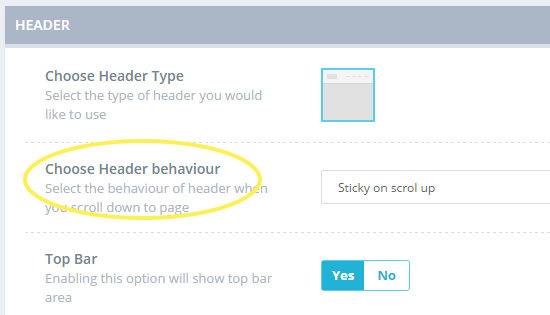 HEADER
Choose Header Type
Select the type of header you would
like to use
Choose Header behaviour
Select the behaviour of header when
you scroll down to page
Sticky on scrol up
Top Bar
Enabling this option will show top bar
area
Yes No